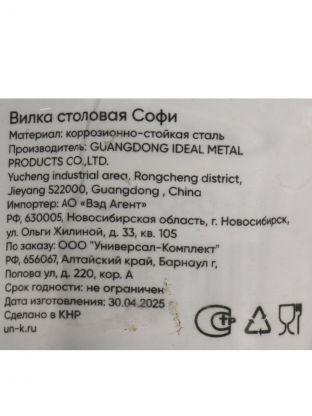 Вилка столовая Софи
Материал: коррозионно-стойкая сталь
Производитель: GUANGDONG IDEAL METAL
PRODUCTS CO.,LTD.
Yucheng industrial area, Rongcheng district,
Jieyang 522000, Guangdong , China
Импортер: АО «Вэд Агент»
РФ, 630005, Новосибирская область, г. Новосибирск,
ул. Ольги Жилиной, д. 33, кв. 105
По заказу: ООО "Универсал-Комплект"
РФ, 656067, Алтайский край, Барнаул г,
Попова ул, д. 220, кор. А
Срок годности: не ограничен
Дата изготовления: 30.04.2025
Сделано в КНР
un-k.ru